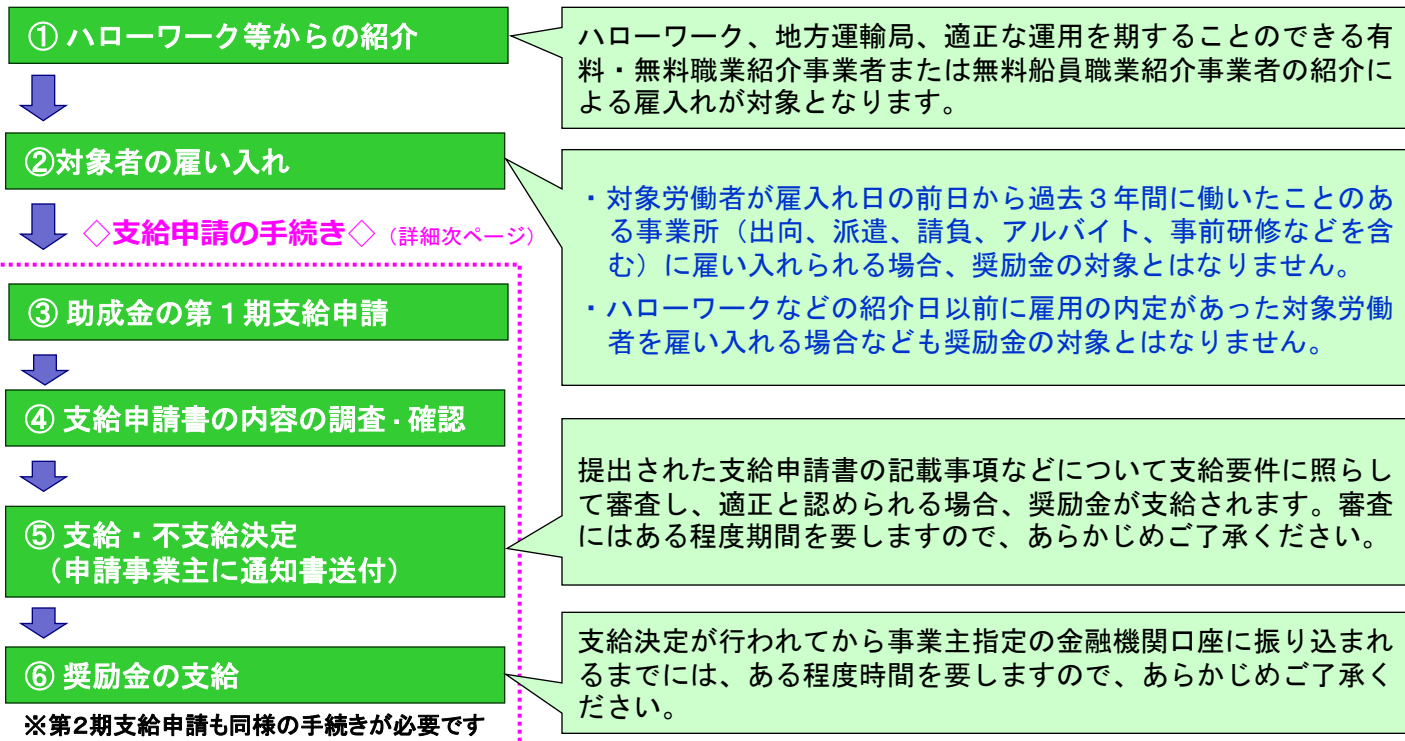 ① ハローワーク等からの紹介
ハローワーク、地方運輸局、適正な運用を期することのできる有
料・無料職業紹介事業者または無料船員職業紹介事業者の紹介に
よる雇入れが対象となります。
②対象者の雇い入れ
・対象労働者が雇入れ日の前日から過去３年間に働いたことのあ
る事業所（出向、派遣、請負、アルバイト、事前研修などを含
む）に雇い入れられる場合、奨励金の対象とはなりません。
・ハローワークなどの紹介日以前に雇用の内定があった対象労働
者を雇い入れる場合なども奨励金の対象とはなりません。
◇支給申請の手続き◇（詳細次ページ）
③ 助成金の第１期支給申請
④ 支給申請書の内容の調査・確認
⑤ 支給・不支給決定
（申請事業主に通知書送付）
提出された支給申請書の記載事項などについて支給要件に照らし
て審査し、適正と認められる場合、奨励金が支給されます。審査
にはある程度期間を要しますので、あらかじめご了承ください。
⑥ 奨励金の支給
支給決定が行われてから事業主指定の金融機関口座に振り込まれ
るまでには、ある程度時間を要しますので、あらかじめご了承く
ださい。
※第2期支給申請も同様の手続きが必要です